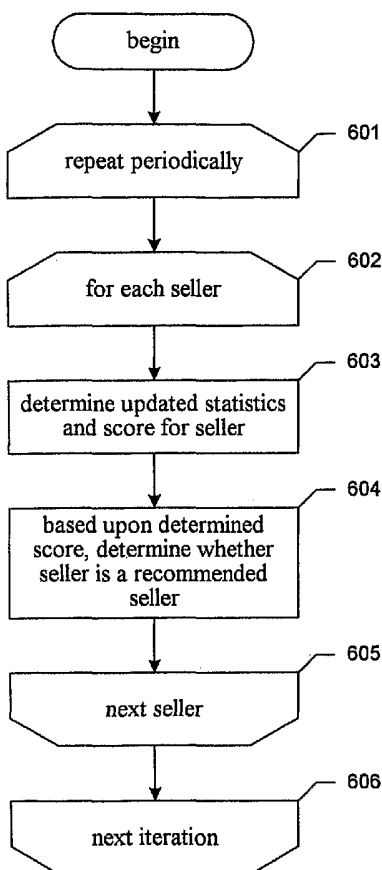 begin
601
repeat periodically
602
for each seller
603
determine updated statistics
and score for seller
604
based upon determined
score, determine whether
seller is a recommended
seller
605
next seller
606
next iteration